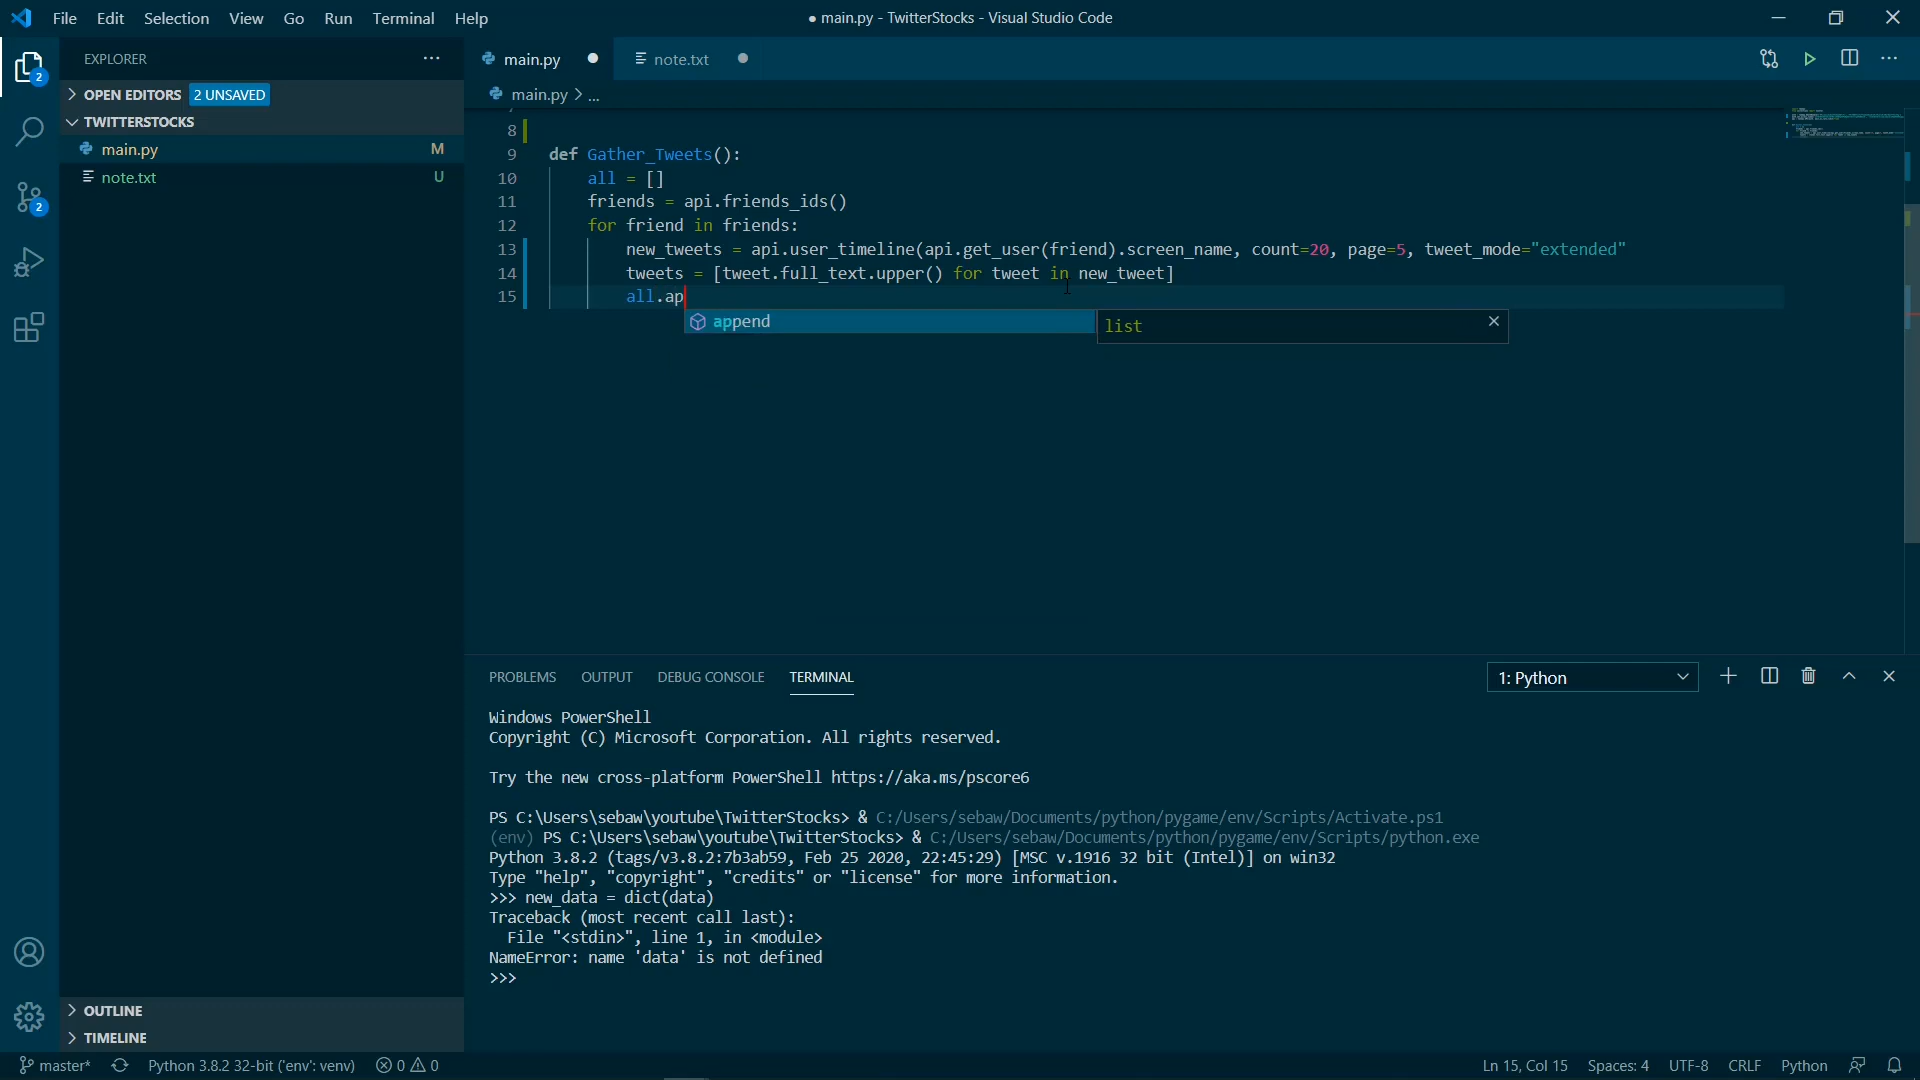 File Edit Selection View Go Run Terminal Help
● main.py - TwitterStocks - Visual Studio Code
EXPLORER
OPEN EDITORS 2 UNSAVED
TWITTERSTOCKS
main.py M
note.txt U
2
2
OUTLINE
TIMELINE
main.py ● note.txt ●
main.py > ...
8
9 def Gather_Tweets():
10 all = []
11 friends = api.friends_ids()
12 for friend in friends:
13 new_tweets = api.user_timeline(api.get_user(friend).screen_name, count=20, page=5, tweet_mode="extended"
14 tweets = [tweet.full_text.upper() for tweet in new_tweet]
15 all.ap
append list
PROBLEMS OUTPUT DEBUG CONSOLE TERMINAL
1: Python
Windows PowerShell
Copyright (C) Microsoft Corporation. All rights reserved.
Try the new cross-platform PowerShell https://aka.ms/pscore6
PS C:\Users\sebaw\youtube\TwitterStocks> & C:/Users/sebaw/Documents/python/pygame/env/Scripts/Activate.ps1
(env) PS C:\Users\sebaw\youtube\TwitterStocks> & C:/Users/sebaw/Documents/python/pygame/env/Scripts/python.exe
Python 3.8.2 (tags/v3.8.2:7b3ab59, Feb 25 2020, 22:45:29) [MSC v.1916 32 bit (Intel)] on win32
Type "help", "copyright", "credits" or "license" for more information.
>>> new_data = dict(data)
Traceback (most recent call last):
File "<stdin>", line 1, in <module>
NameError: name 'data' is not defined
>>>
master* Python 3.8.2 32-bit ('env': venv) 0 0 Ln 15, Col 15 Spaces: 4 UTF-8 CRLF Python